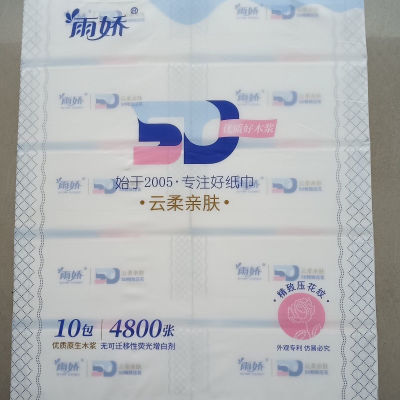 雨娇®
5D
优质好木浆
始于2005·专注好纸巾
·云柔亲肤·
精致压花纹
10包 4800张
优质原生木浆 无可迁移性荧光增白剂
外观专利 仿冒必究